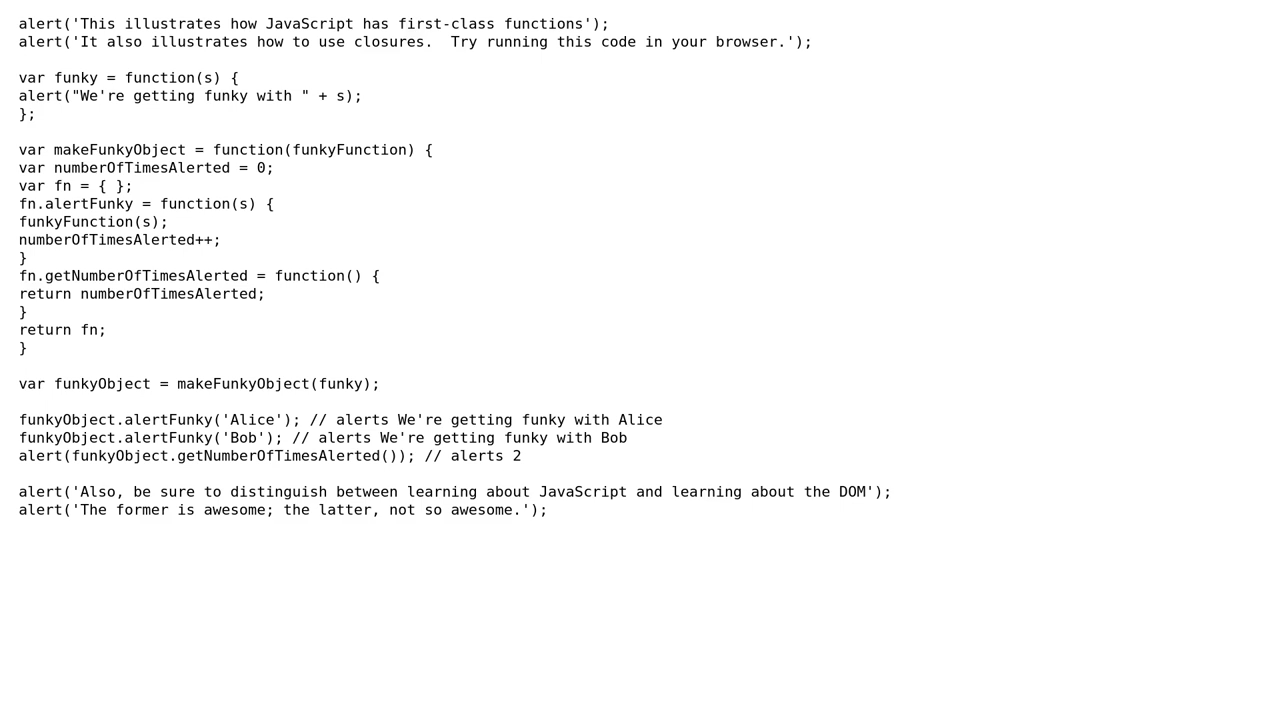 alert('This illustrates how JavaScript has first-class functions');
alert('It also illustrates how to use closures.  Try running this code in your browser.');

var funky = function(s) {
alert("We're getting funky with " + s);
};

var makeFunkyObject = function(funkyFunction) {
var numberOfTimesAlerted = 0;
var fn = { };
fn.alertFunky = function(s) {
funkyFunction(s);
numberOfTimesAlerted++;
}
fn.getNumberOfTimesAlerted = function() {
return numberOfTimesAlerted;
}
return fn;
}

var funkyObject = makeFunkyObject(funky);

funkyObject.alertFunky('Alice'); // alerts We're getting funky with Alice
funkyObject.alertFunky('Bob'); // alerts We're getting funky with Bob
alert(funkyObject.getNumberOfTimesAlerted()); // alerts 2

alert('Also, be sure to distinguish between learning about JavaScript and learning about the DOM');
alert('The former is awesome; the latter, not so awesome.');